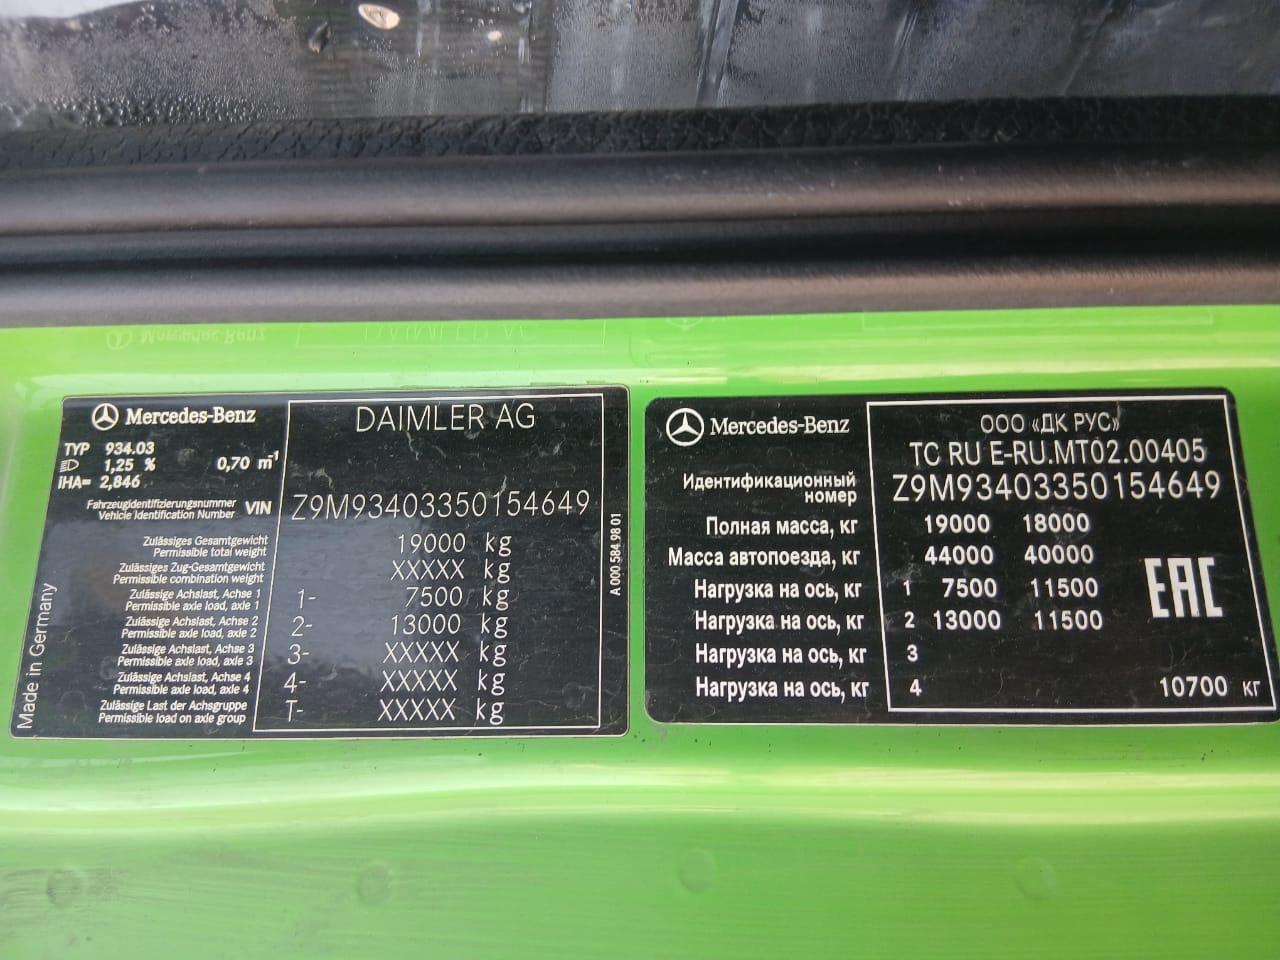 Mercedes-Benz
TYP 934.03
1,25 % 0,70 m-1
iHA= 2,846
Fahrzeugidentifizierungsnummer
Vehicle Identification Number VIN
DAIMLER AG
Z9M93403350154649
Zulässiges Gesamtgewicht
Permissible total weight 19000 kg
Zulässiges Zug-Gesamtgewicht
Permissible combination weight XXXXX kg
Zulässige Achslast, Achse 1
Permissible axle load, axle 1 1- 7500 kg
Zulässige Achslast, Achse 2
Permissible axle load, axle 2 2- 13000 kg
Zulässige Achslast, Achse 3
Permissible axle load, axle 3 3- XXXXX kg
Zulässige Achslast, Achse 4
Permissible axle load, axle 4 4- XXXXX kg
Zulässige Last der Achsgruppe
Permissible load on axle group T- XXXXX kg
Made in Germany
A 000 584 98 01
Mercedes-Benz
ООО «ДК РУС»
TC RU E-RU.MT02.00405
Идентификационный
номер Z9M93403350154649
Полная масса, кг 19000 18000
Масса автопоезда, кг 44000 40000
Нагрузка на ось, кг 1 7500 11500
Нагрузка на ось, кг 2 13000 11500
Нагрузка на ось, кг 3
Нагрузка на ось, кг 4 10700 кг
EAC